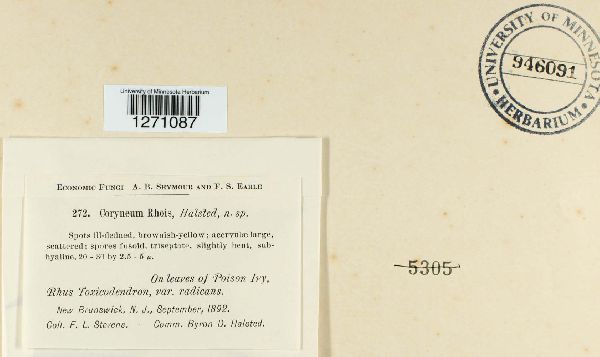 UNIVERSITY OF MINNESOTA
946091
• HERBARIUM. •
University of Minnesota Herbarium
1271087
ECONOMIC FUNGI A. B. SEYMOUR AND F. S. EARLE
272. Coryneum Rhois, Halsted, n. sp.
Spots ill-defined, brownish-yellow; acervulæ large,
scattered; spores fusoid, triseptate, slightly bent, sub-
hyaline, 20 - 30 by 2.5 - 5 µ.
On leaves of Poison Ivy,
Rhus Toxicodendron, var. radicans.
New Brunswick, N. J., September, 1892.
Coll. F. L. Stevens. Comm. Byron D. Halsted.
5305